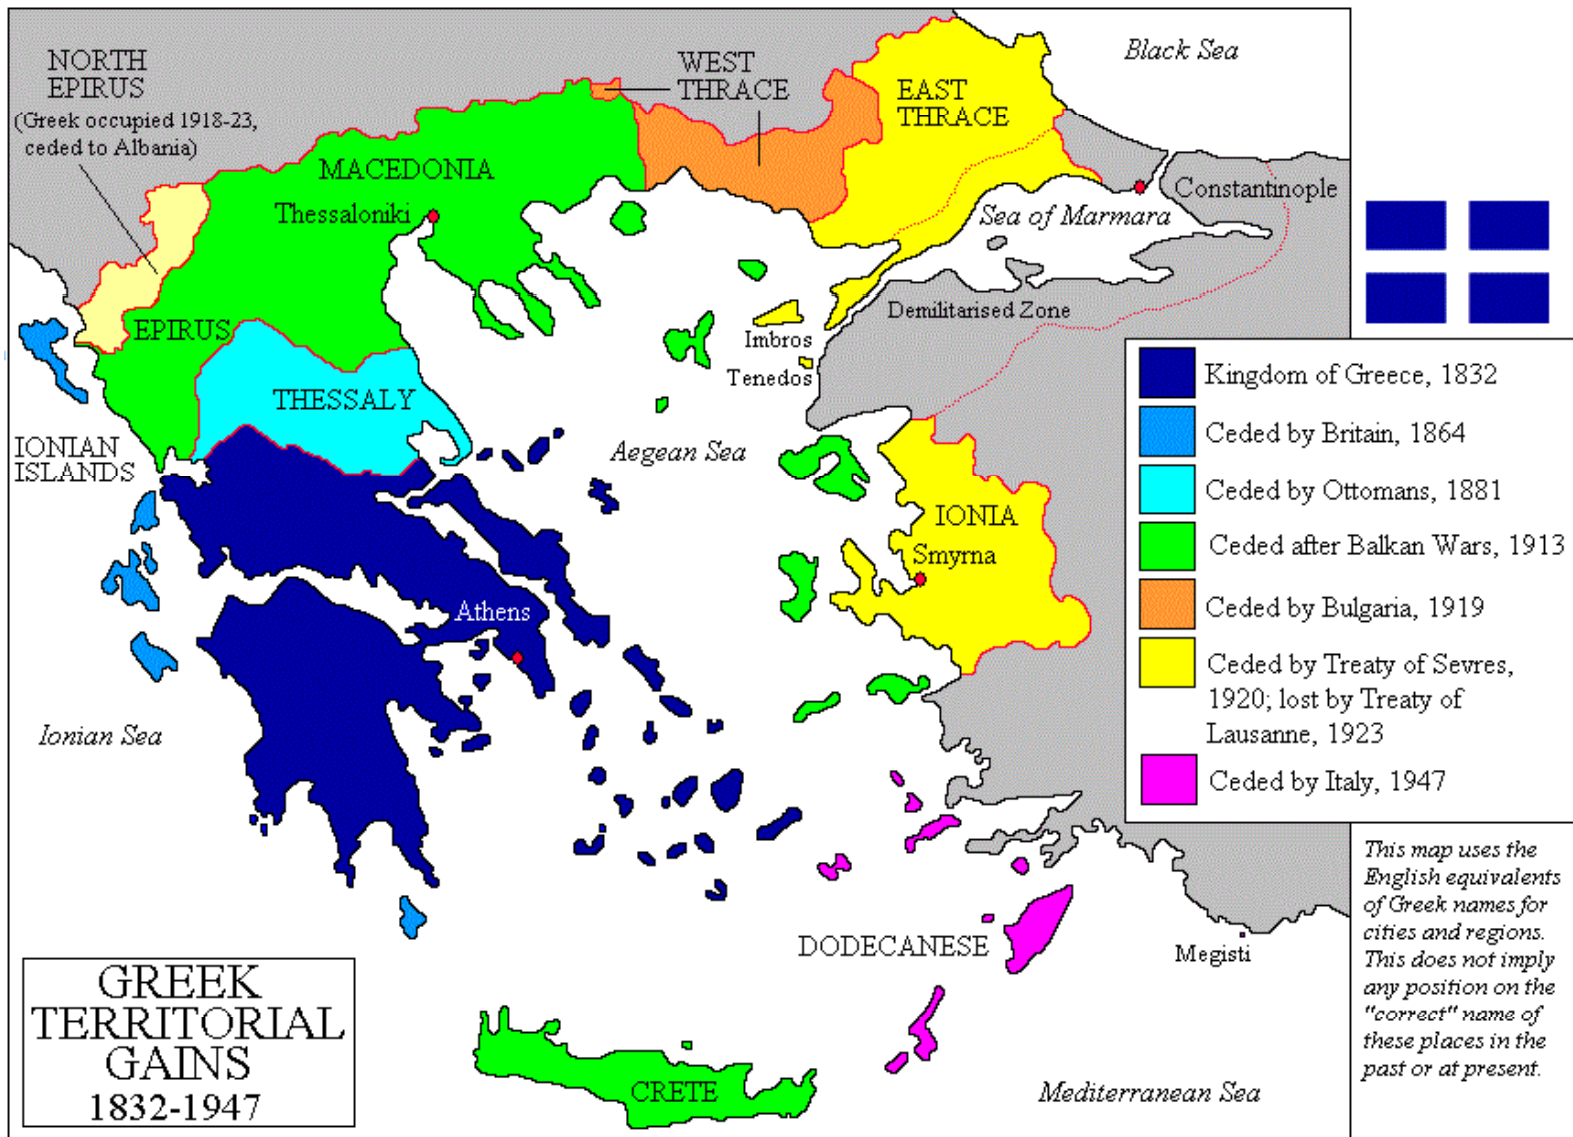 NORTH
EPIRUS
(Greek occupied 1918-23,
ceded to Albania)
WEST
THRACE
EAST
THRACE
Black Sea
MACEDONIA
Thessaloniki
Constantinople
Sea of Marmara
Demilitarised Zone
EPIRUS
Imbros
Tenedos
THESSALY
IONIAN
ISLANDS
Aegean Sea
IONIA
Smyrna
Athens
Ionian Sea
DODECANESE
Megisti
CRETE
Mediterranean Sea
GREEK
TERRITORIAL
GAINS
1832-1947
Kingdom of Greece, 1832
Ceded by Britain, 1864
Ceded by Ottomans, 1881
Ceded after Balkan Wars, 1913
Ceded by Bulgaria, 1919
Ceded by Treaty of Sevres,
1920; lost by Treaty of
Lausanne, 1923
Ceded by Italy, 1947
This map uses the
English equivalents
of Greek names for
cities and regions.
This does not imply
any position on the
"correct" name of
these places in the
past or at present.